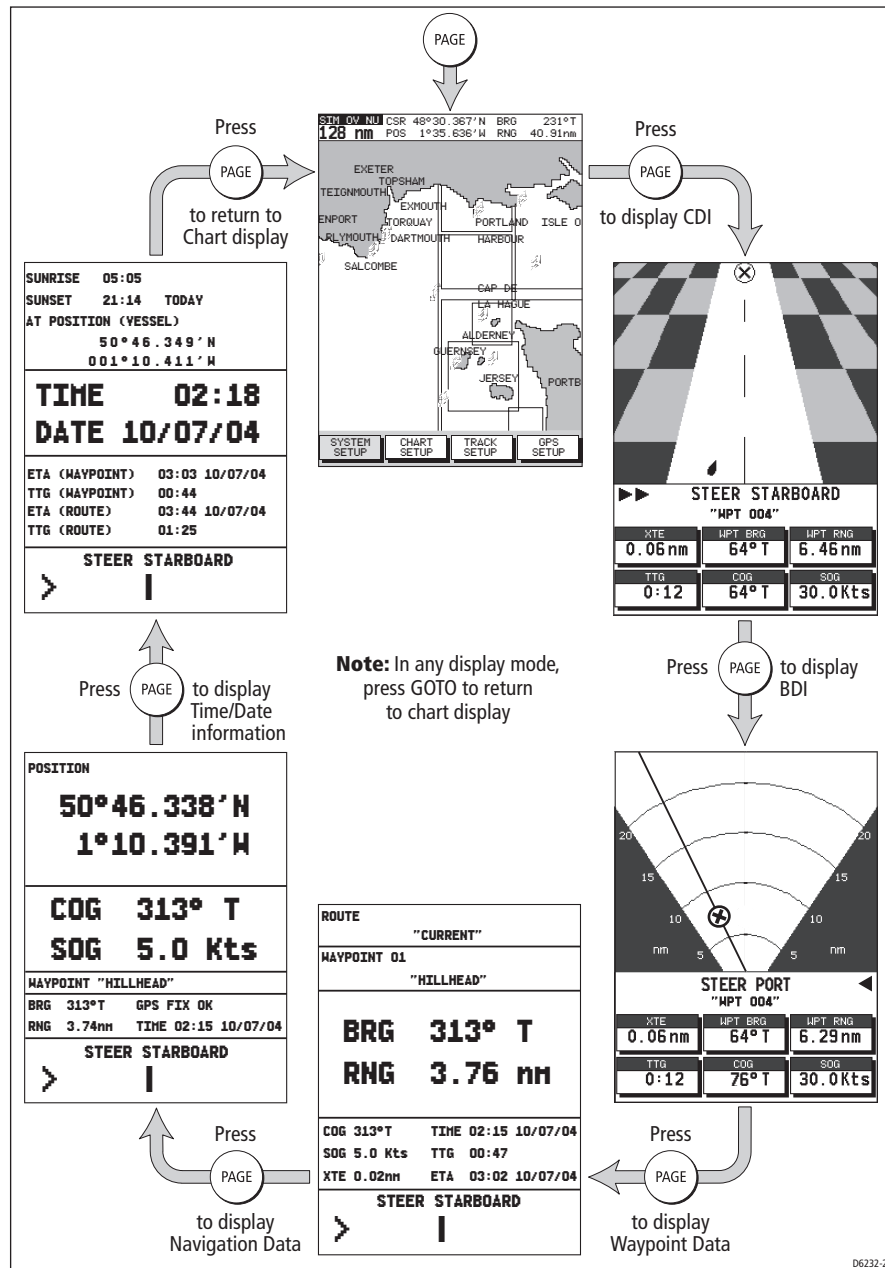 PAGE
SIM OV NU CSR 48°30.367'N BRG 231°T
128 nm POS 1°35.636'W RNG 40.91nm
EXETER
TOPSHAM
TEIGNMOUTH
EXMOUTH
ENPORT
TORQUAY
PORTLAND
ISLE O
PLYMOUTH
DARTMOUTH
HARBOUR
SALCOMBE
CAP DE
LA HAGUE
ALDERNEY
GUERNSEY
JERSEY
PORTB
SYSTEM SETUP
CHART SETUP
TRACK SETUP
GPS SETUP
Press
PAGE
to display CDI
STEER STARBOARD
"WPT 004"
XTE WPT BRG WPT RNG
0.06nm 64°T 6.46nm
TTG COG SOG
0:12 64°T 30.0Kts
Press PAGE to display
BDI
20 20
15 15
10 10
nm 5 5 nm
STEER PORT
"WPT 004"
XTE WPT BRG WPT RNG
0.06nm 64°T 6.29nm
TTG COG SOG
0:12 76°T 30.0Kts
Press
PAGE
to display
Waypoint Data
ROUTE
"CURRENT"
WAYPOINT 01
"HILLHEAD"
BRG 313° T
RNG 3.76 nm
COG 313°T TIME 02:15 10/07/04
SOG 5.0 Kts TTG 00:47
XTE 0.02nm ETA 03:02 10/07/04
STEER STARBOARD
>
Press
PAGE
to display
Navigation Data
POSITION
50°46.338'N
1°10.391'W
COG 313° T
SOG 5.0 Kts
WAYPOINT "HILLHEAD"
BRG 313°T GPS FIX OK
RNG 3.74nm TIME 02:15 10/07/04
STEER STARBOARD
>
Press PAGE to display
Time/Date
information
SUNRISE 05:05
SUNSET 21:14 TODAY
AT POSITION (VESSEL)
50°46.349'N
001°10.411'W
TIME 02:18
DATE 10/07/04
ETA (WAYPOINT) 03:03 10/07/04
TTG (WAYPOINT) 00:44
ETA (ROUTE) 03:44 10/07/04
TTG (ROUTE) 01:25
STEER STARBOARD
>
Press
PAGE
to return to
Chart display
Note: In any display mode,
press GOTO to return
to chart display
D6232-2